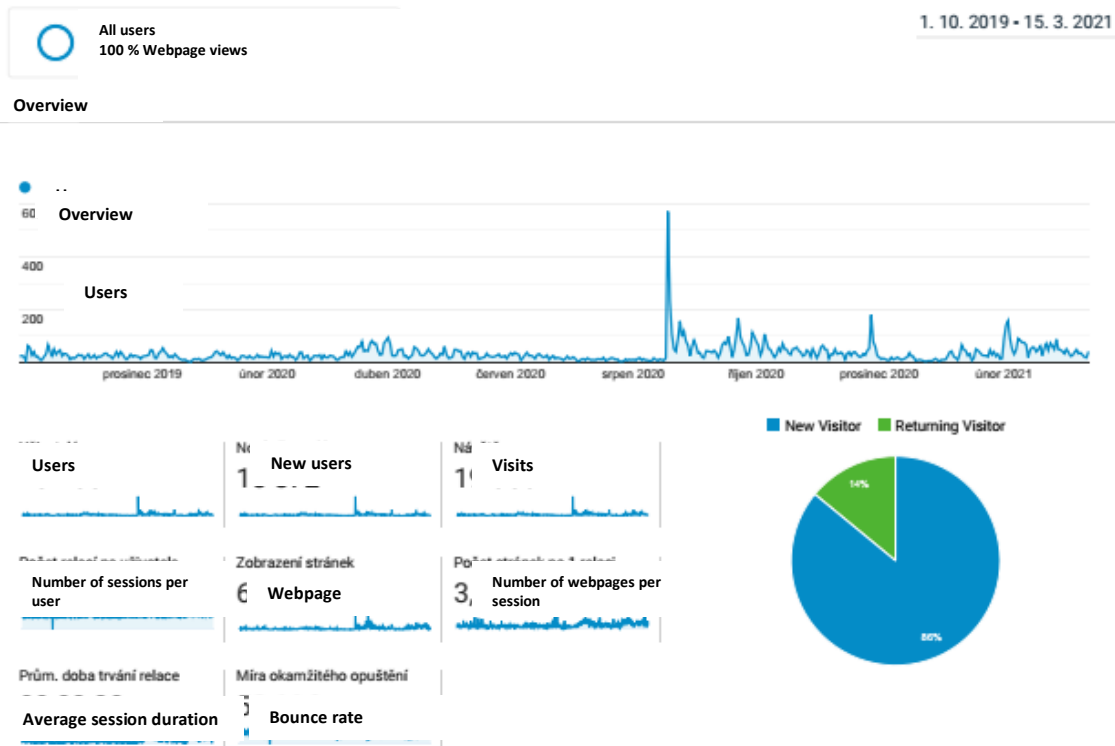 All users
100 % Webpage views
1. 10. 2019 - 15. 3. 2021
Overview
60
Overview
400
Users
200
prosinec 2019 únor 2020 duben 2020 červen 2020 srpen 2020 říjen 2020 prosinec 2020 únor 2021
New Visitor Returning Visitor
Users
New users
Visits
14%
86%
Zobrazení stránek
Number of sessions per
user
6
Webpage
3,
Number of webpages per
session
Prům. doba trvání relace
Míra okamžitého opuštění
Average session duration
Bounce rate